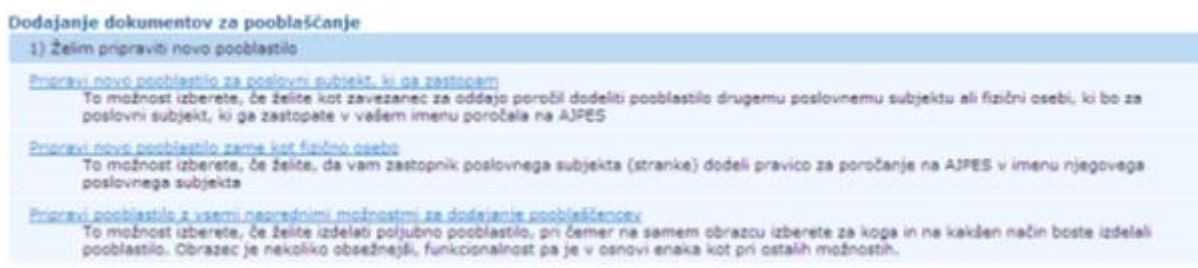 Dodajanje dokumentov za pooblaščanje
1) Želim pripraviti novo pooblastilo
Pripravi novo pooblastilo za poslovni subjekt, ki ga zastopam
To možnost izberete, če želite kot zavezanec za oddajo poročil dodeliti pooblastilo drugemu poslovnemu subjektu ali fizični osebi, ki bo za
poslovni subjekt, ki ga zastopate v vašem imenu poročala na AJPES
Pripravi novo pooblastilo zame kot fizično osebo
To možnost izberete, če želite, da vam zastopnik poslovnega subjekta (stranke) dodeli pravico za poročanje na AJPES v imenu njegovega
poslovnega subjekta
Pripravi pooblastilo z vsemi naprednimi možnostmi za dodajanje pooblaščencev
To možnost izberete, če želite izdelati poljubno pooblastilo, pri čemer na samem obrazcu izberete za koga in na kakšen način boste izdelali
pooblastilo. Obrazec je nekoliko obsežnejši, funkcionalnost pa je v osnovi enaka kot pri ostalih možnostih.